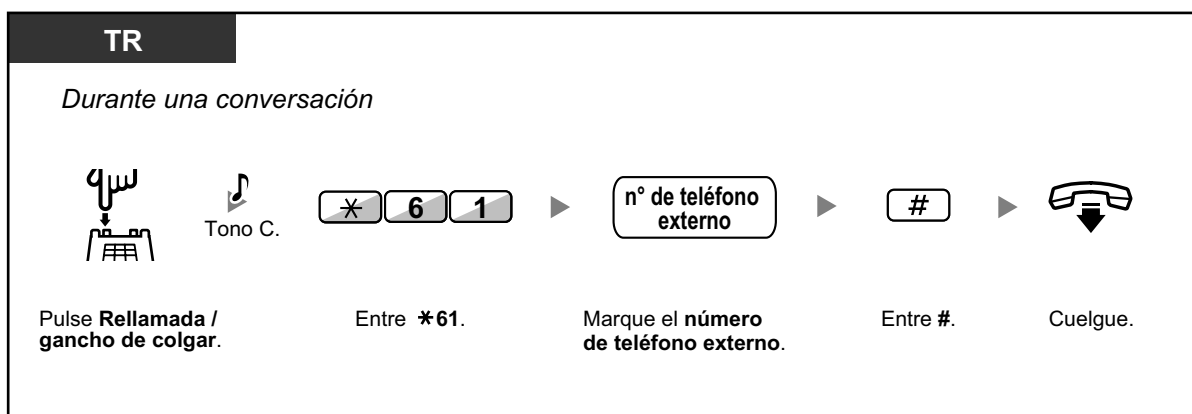 TR
Durante una conversación
Tono C.
* 6 1
n° de teléfono
externo
#
Pulse Rellamada /
gancho de colgar.
Entre *61.
Marque el número
de teléfono externo.
Entre #.
Cuelgue.